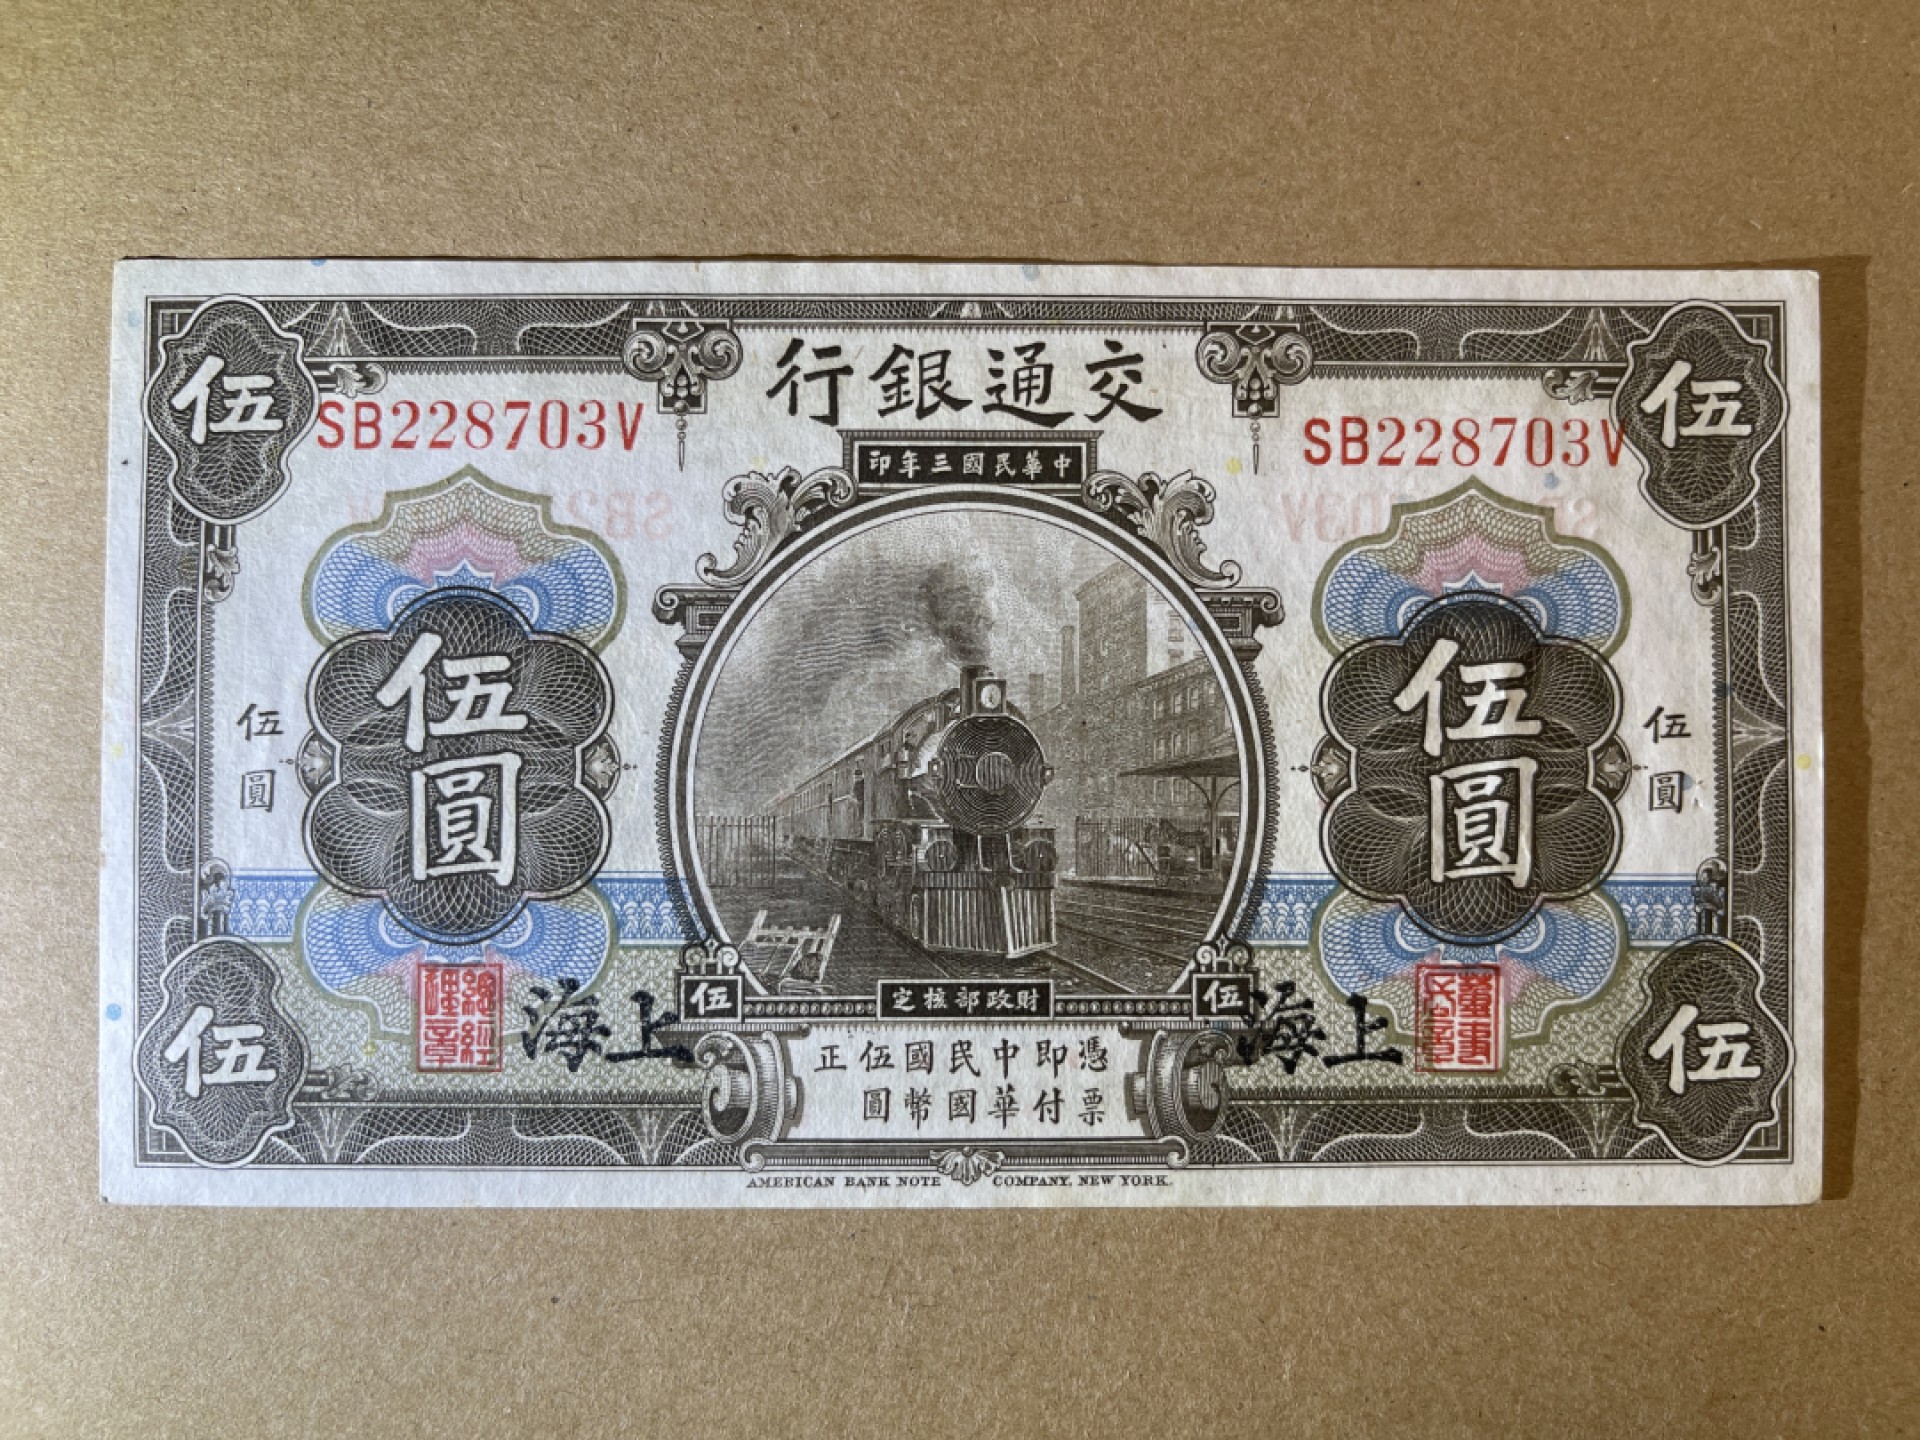 交通銀行
伍
伍
SB228703V
SB228703V
中華民國三年印
伍圓
伍圓
伍圓
伍圓
財政部核定
伍
伍
上海
上海
總經理章
董事長章
憑票即付中華民國國幣伍圓正
伍
伍
AMERICAN BANK NOTE COMPANY, NEW YORK.